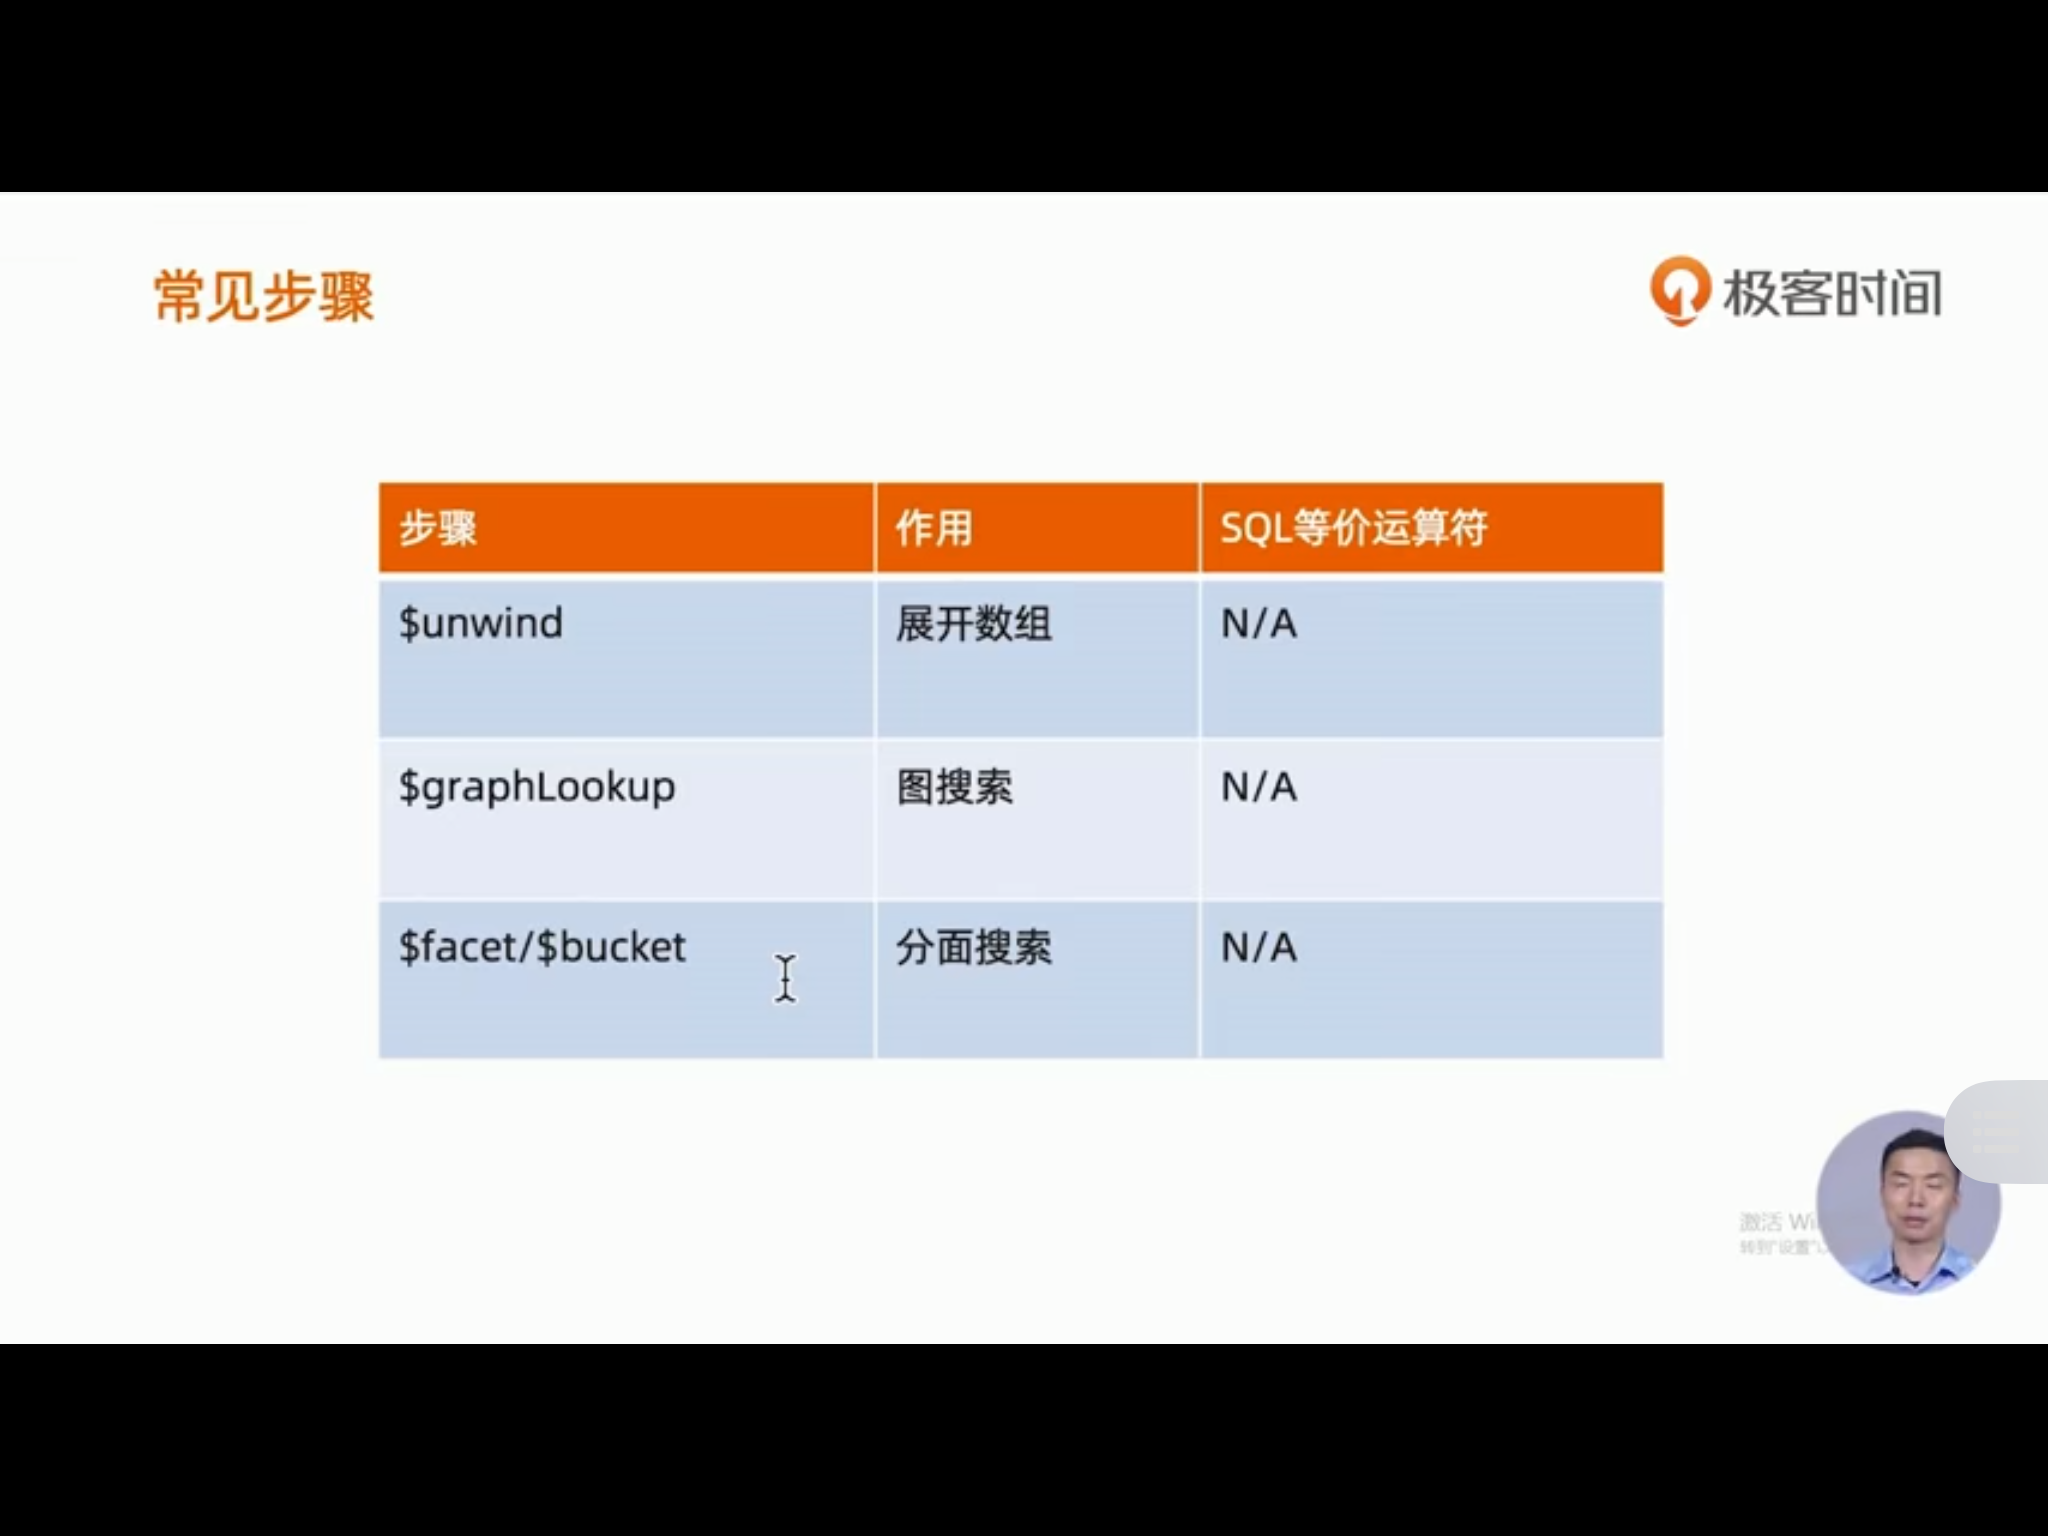 常见步骤
极客时间
步骤 作用 SQL等价运算符
$unwind 展开数组 N/A
$graphLookup 图搜索 N/A
$facet/$bucket 分面搜索 N/A
激活 Wi
转到"设置"以